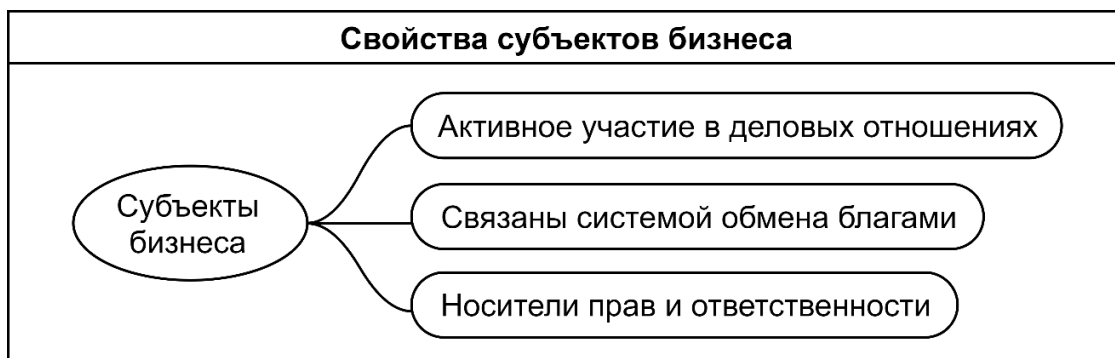 Свойства субъектов бизнеса
Активное участие в деловых отношениях
Субъекты
бизнеса
Связаны системой обмена благами
Носители прав и ответственности